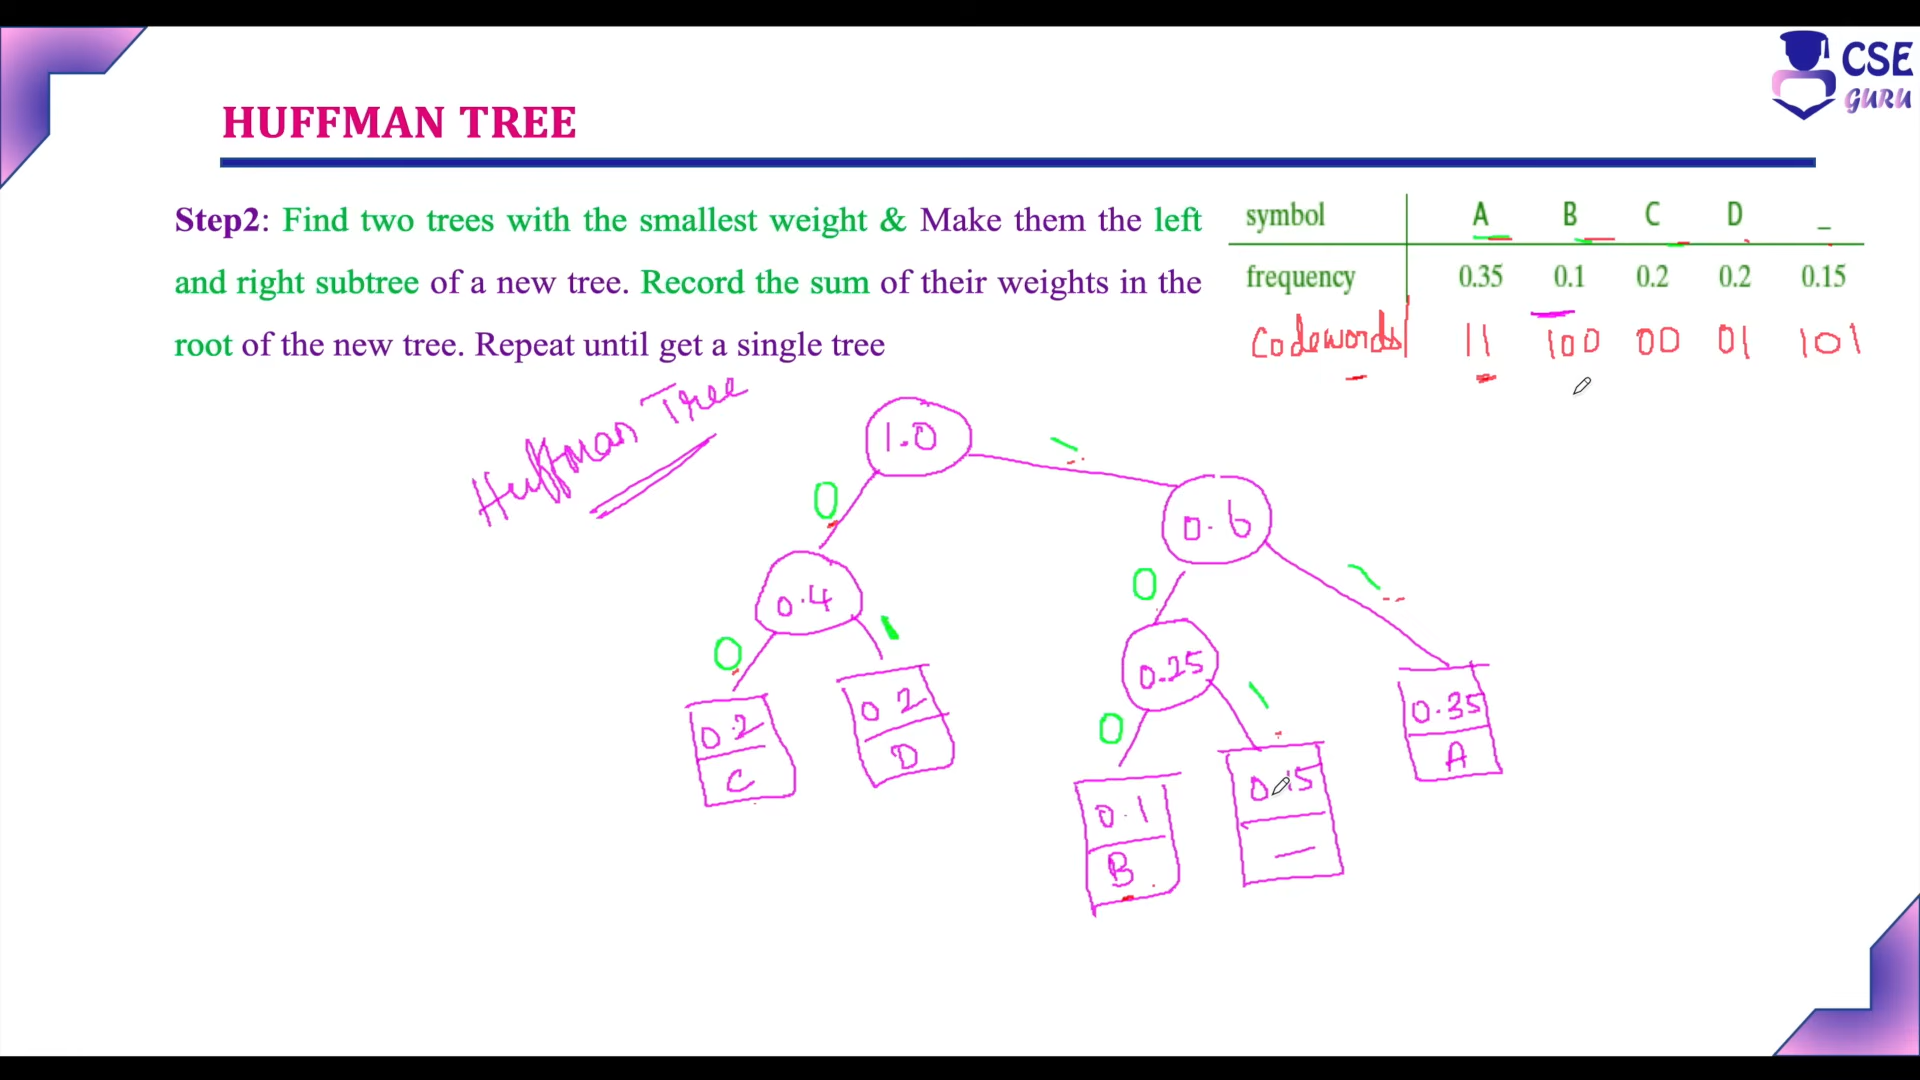 CSE
GURU
HUFFMAN TREE
Step2: Find two trees with the smallest weight & Make them the left
and right subtree of a new tree. Record the sum of their weights in the
root of the new tree. Repeat until get a single tree
symbol A B C D _
frequency 0.35 0.1 0.2 0.2 0.15
Codewords 11 100 00 01 101
Huffman Tree
1.0
0 1
0.6
0.4
0 1
0 1
0.25
0 1
0.2
C
0.2
D
0.35
A
0.1
B
0.15
_